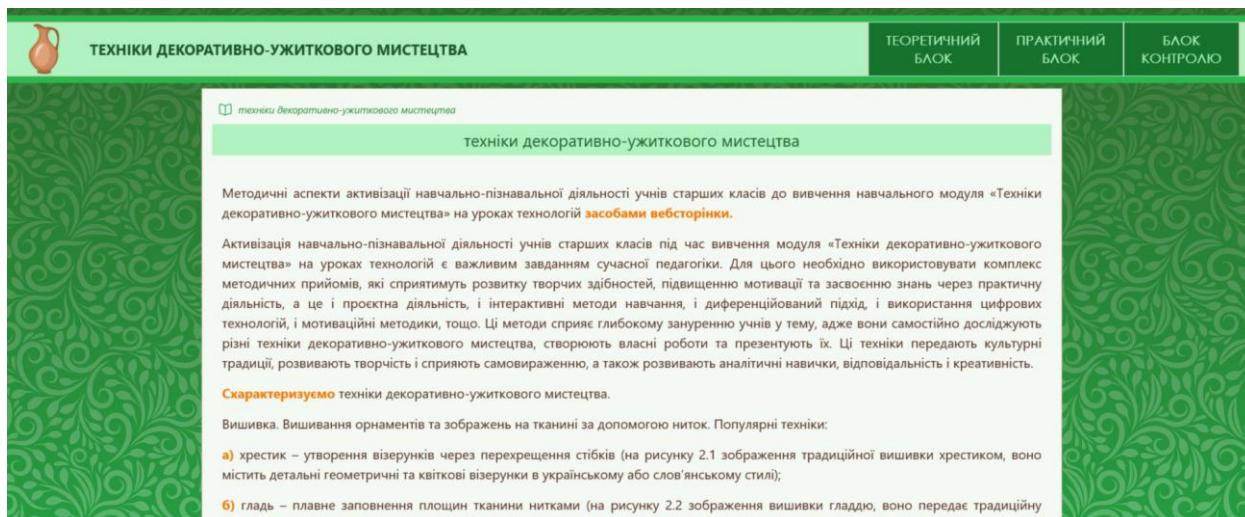 ТЕХНІКИ ДЕКОРАТИВНО-УЖИТКОВОГО МИСТЕЦТВА
ТЕОРЕТИЧНИЙ
БЛОК
ПРАКТИЧНИЙ
БЛОК
БЛОК
КОНТРОЛЮ
техніки декоративно-ужиткового мистецтва
техніки декоративно-ужиткового мистецтва
Методичні аспекти активізації навчально-пізнавальної діяльності учнів старших класів до вивчення навчального модуля «Техніки
декоративно-ужиткового мистецтва» на уроках технологій засобами вебсторінки.
Активізація навчально-пізнавальної діяльності учнів старших класів під час вивчення модуля «Техніки декоративно-ужиткового
мистецтва» на уроках технологій є важливим завданням сучасної педагогіки. Для цього необхідно використовувати комплекс
методичних прийомів, які сприятимуть розвитку творчих здібностей, підвищенню мотивації та засвоєнню знань через практичну
діяльність, а це і проєктна діяльність, і інтерактивні методи навчання, і диференційований підхід, і використання цифрових
технологій, і мотиваційні методики, тощо. Ці методи сприяє глибокому зануренню учнів у тему, адже вони самостійно досліджують
різні техніки декоративно-ужиткового мистецтва, створюють власні роботи та презентують їх. Ці техніки передають культурні
традиції, розвивають творчість і сприяють самовираженню, а також розвивають аналітичні навички, відповідальність і креативність.
Схарактеризуємо техніки декоративно-ужиткового мистецтва.
Вишивка. Вишивання орнаментів та зображень на тканині за допомогою ниток. Популярні техніки:
а) хрестик – утворення візерунків через перехрещення стібків (на рисунку 2.1 зображення традиційної вишивки хрестиком, воно
містить детальні геометричні та квіткові візерунки в українському або слов’янському стилі);
б) гладь – плавне заповнення площин тканини нитками (на рисунку 2.2 зображення вишивки гладдю, воно передає традиційну